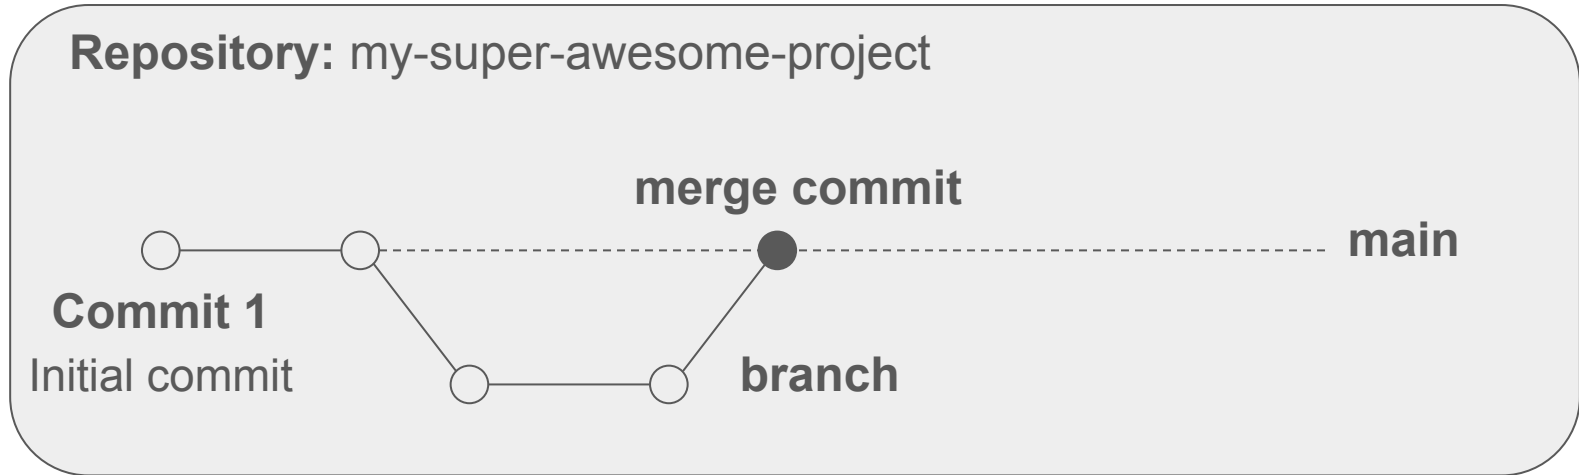 Repository: my-super-awesome-project
merge commit
main
Commit 1
Initial commit
branch